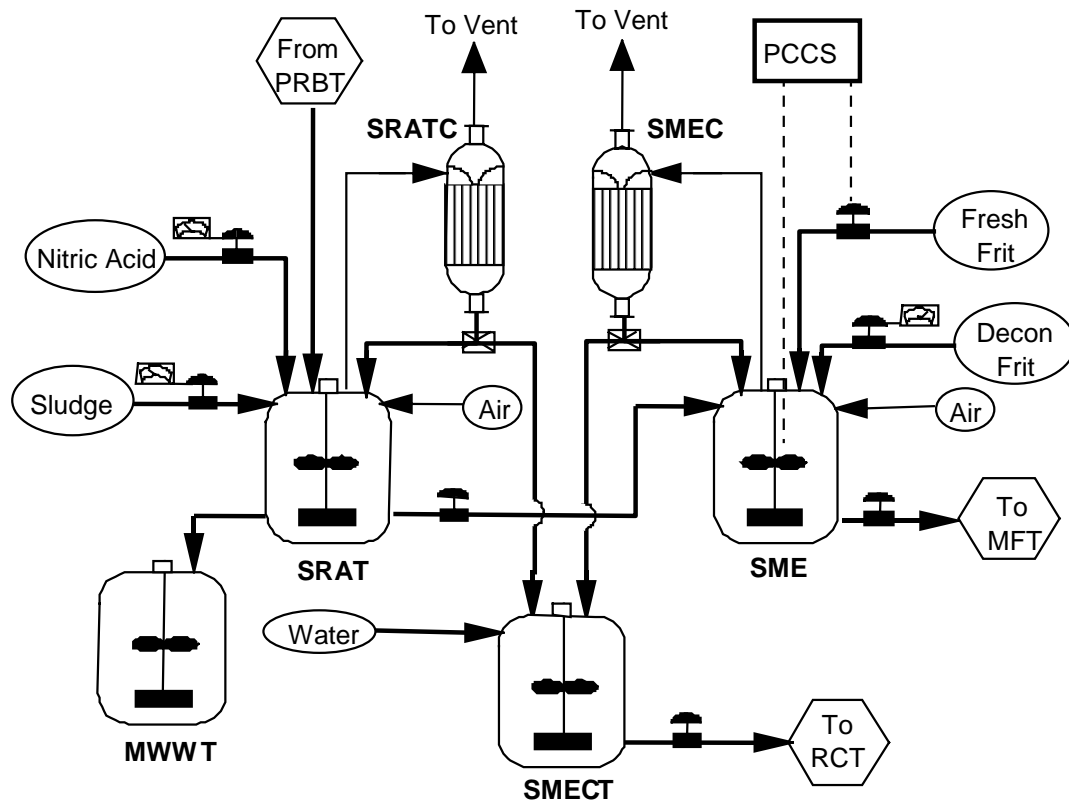 To Vent
To Vent
From
PRBT
PCCS
SRATC
SMEC
Nitric Acid
Fresh
Frit
Decon
Frit
Sludge
Air
Air
To
MFT
SRAT
SME
Water
MWWT
To
RCT
SMECT